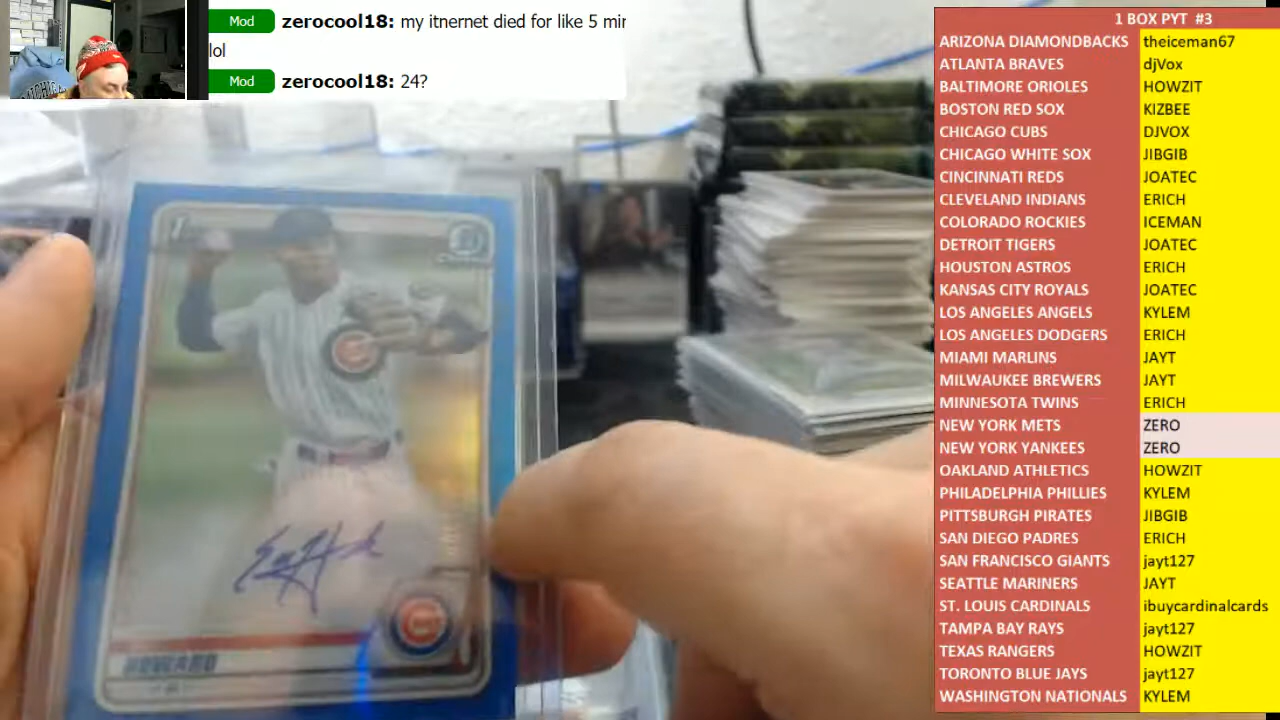 Mod zerocool18: my itnernet died for like 5 mir
lol
Mod zerocool18: 24?
1 BOX PYT #3
ARIZONA DIAMONDBACKS theiceman67
ATLANTA BRAVES djVox
BALTIMORE ORIOLES HOWZIT
BOSTON RED SOX KIZBEE
CHICAGO CUBS DJVOX
CHICAGO WHITE SOX JIBGIB
CINCINNATI REDS JOATEC
CLEVELAND INDIANS ERICH
COLORADO ROCKIES ICEMAN
DETROIT TIGERS JOATEC
HOUSTON ASTROS ERICH
KANSAS CITY ROYALS JOATEC
LOS ANGELES ANGELS KYLEM
LOS ANGELES DODGERS ERICH
MIAMI MARLINS JAYT
MILWAUKEE BREWERS JAYT
MINNESOTA TWINS ERICH
NEW YORK METS ZERO
NEW YORK YANKEES ZERO
OAKLAND ATHLETICS HOWZIT
PHILADELPHIA PHILLIES KYLEM
PITTSBURGH PIRATES JIBGIB
SAN DIEGO PADRES ERICH
SAN FRANCISCO GIANTS jayt127
SEATTLE MARINERS JAYT
ST. LOUIS CARDINALS ibuycardinalcards
TAMPA BAY RAYS jayt127
TEXAS RANGERS HOWZIT
TORONTO BLUE JAYS jayt127
WASHINGTON NATIONALS KYLEM
HOWARD